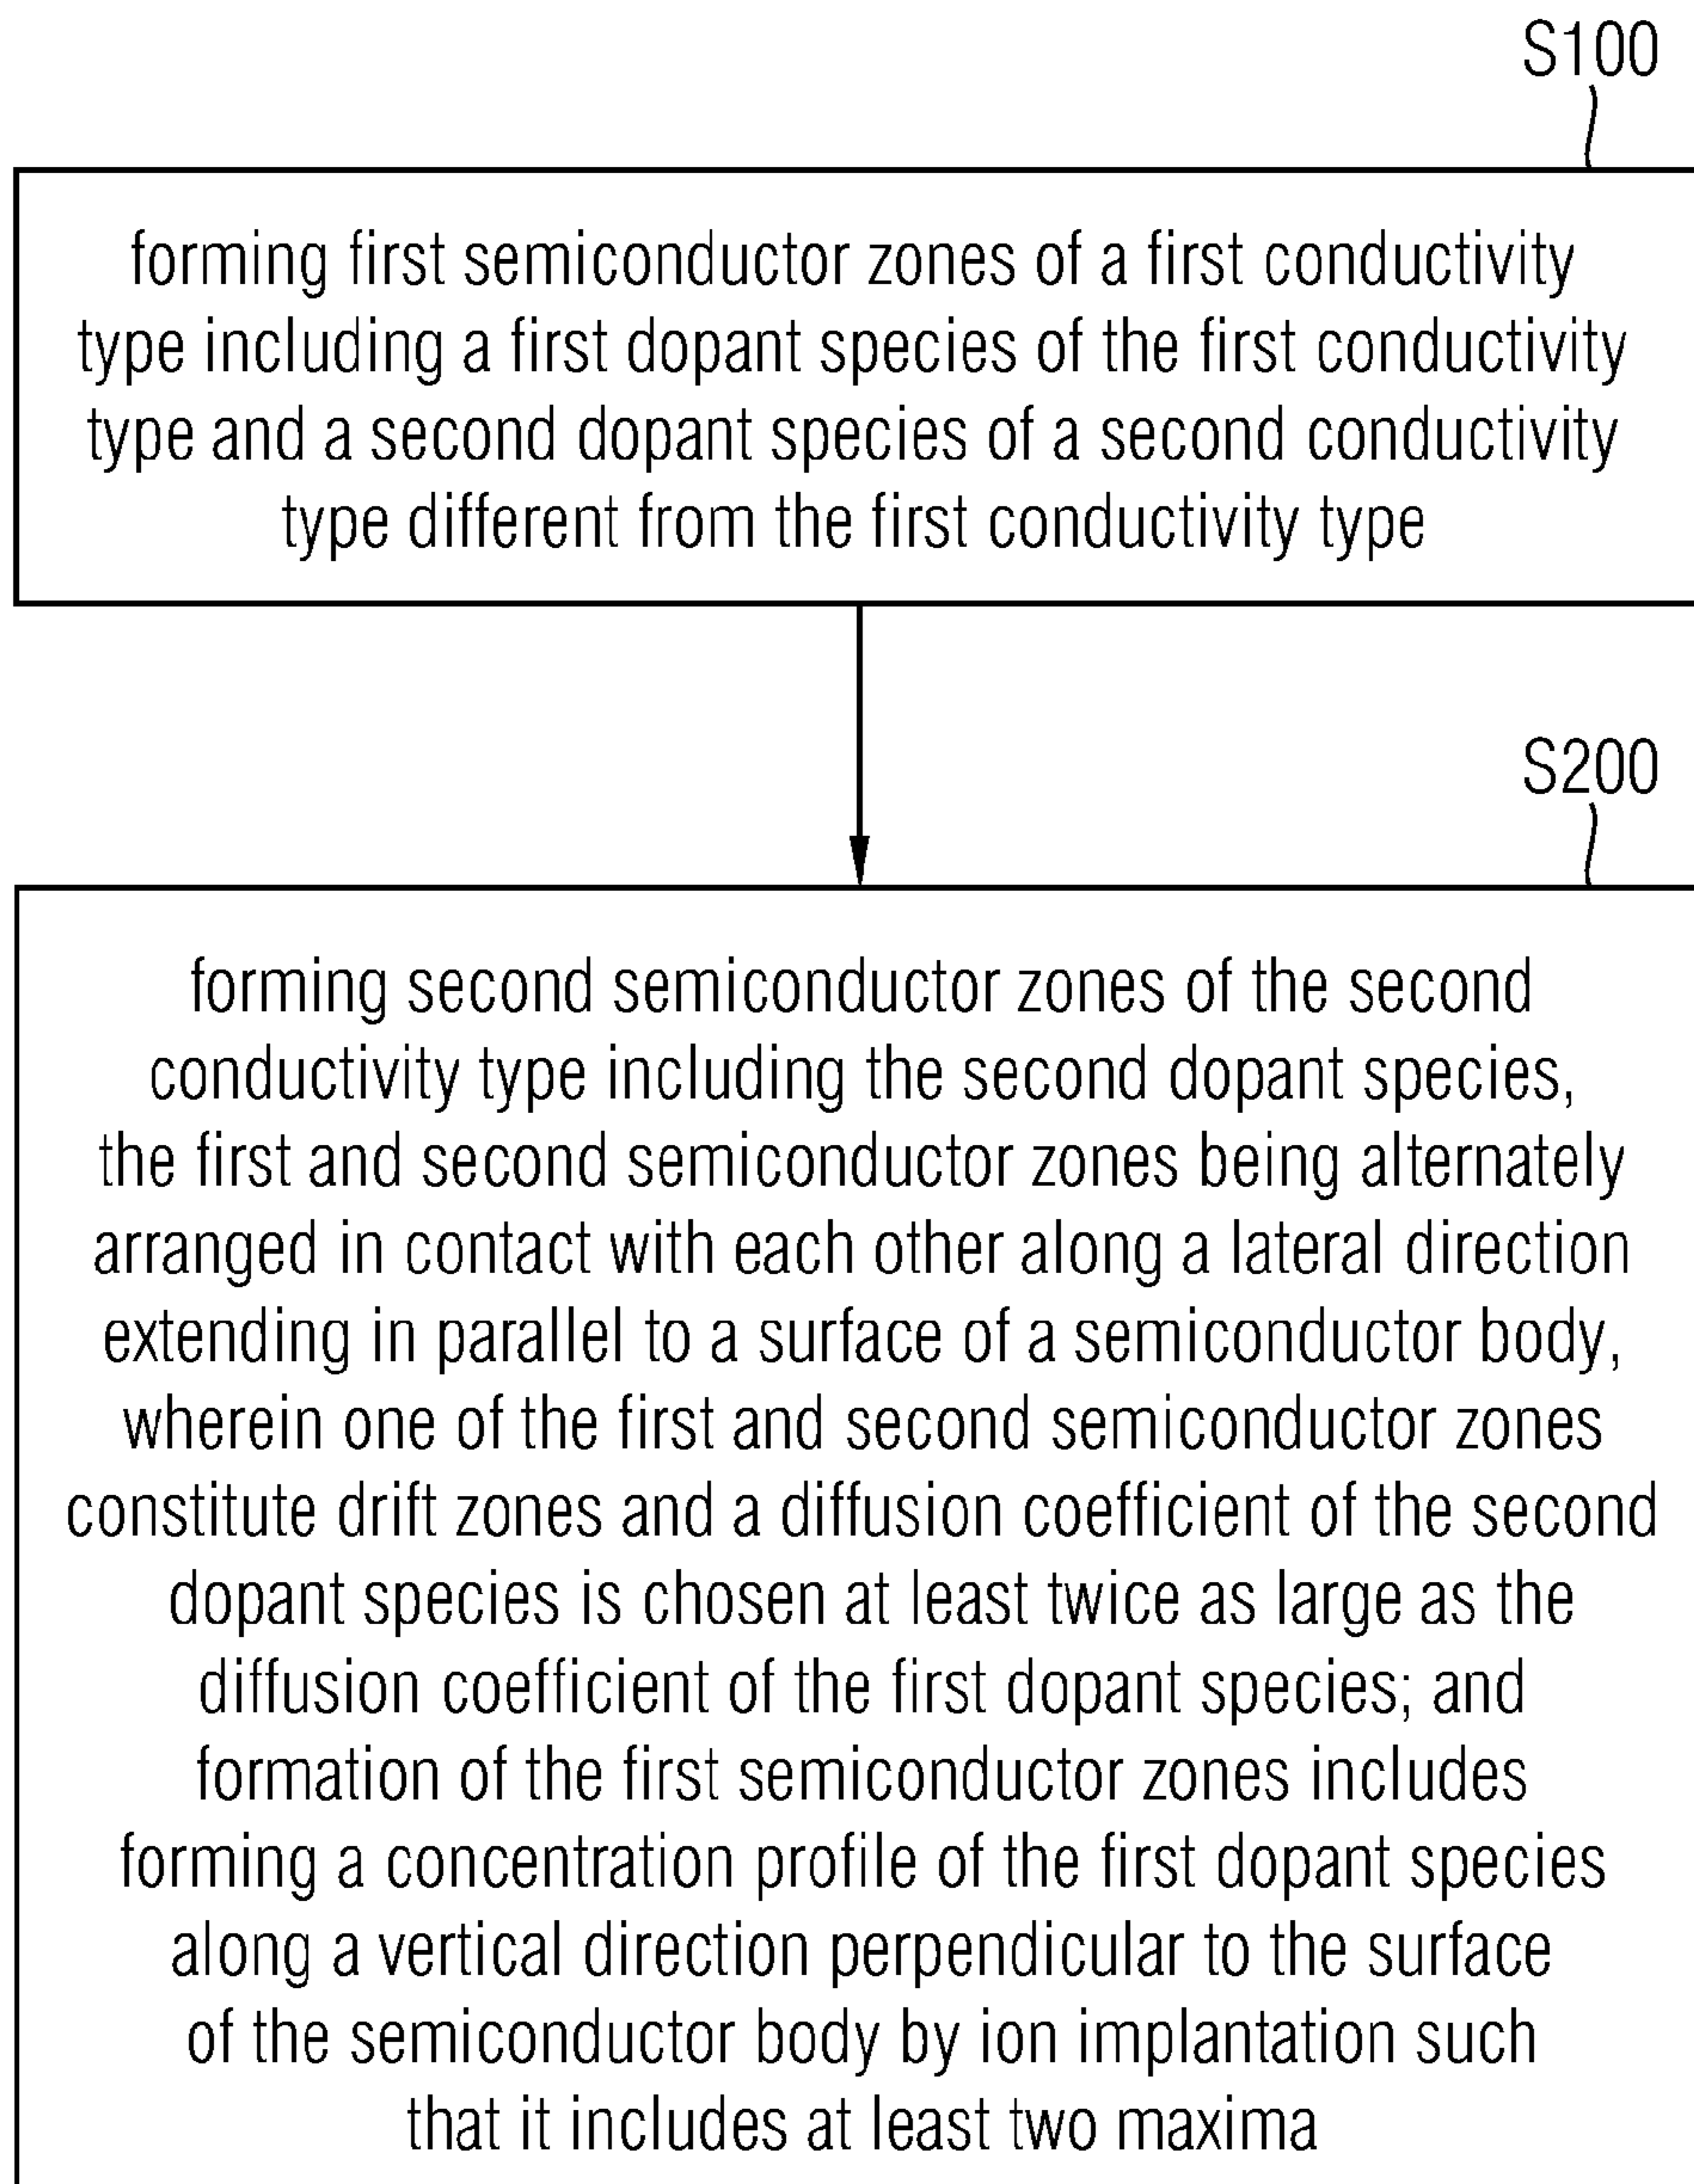 S100
forming first semiconductor zones of a first conductivity
type including a first dopant species of the first conductivity
type and a second dopant species of a second conductivity
type different from the first conductivity type
S200
forming second semiconductor zones of the second
conductivity type including the second dopant species,
the first and second semiconductor zones being alternately
arranged in contact with each other along a lateral direction
extending in parallel to a surface of a semiconductor body,
wherein one of the first and second semiconductor zones
constitute drift zones and a diffusion coefficient of the second
dopant species is chosen at least twice as large as the
diffusion coefficient of the first dopant species; and
formation of the first semiconductor zones includes
forming a concentration profile of the first dopant species
along a vertical direction perpendicular to the surface
of the semiconductor body by ion implantation such
that it includes at least two maxima